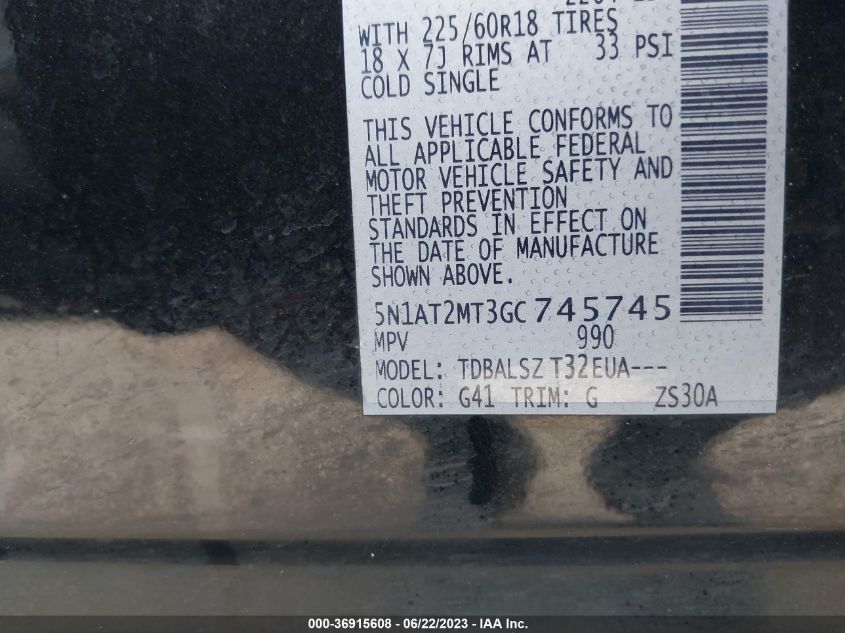 WITH 225/60R18 TIRES
18 X 7J RIMS AT 33 PSI
COLD SINGLE
THIS VEHICLE CONFORMS TO
ALL APPLICABLE FEDERAL
MOTOR VEHICLE SAFETY AND
THEFT PREVENTION
STANDARDS IN EFFECT ON
THE DATE OF MANUFACTURE
SHOWN ABOVE.
5N1AT2MT3GC745745
MPV 990
MODEL: TDBALSZ T32EUA---
COLOR: G41 TRIM: G ZS30A
000-36915608 - 06/22/2023 - IAA Inc.